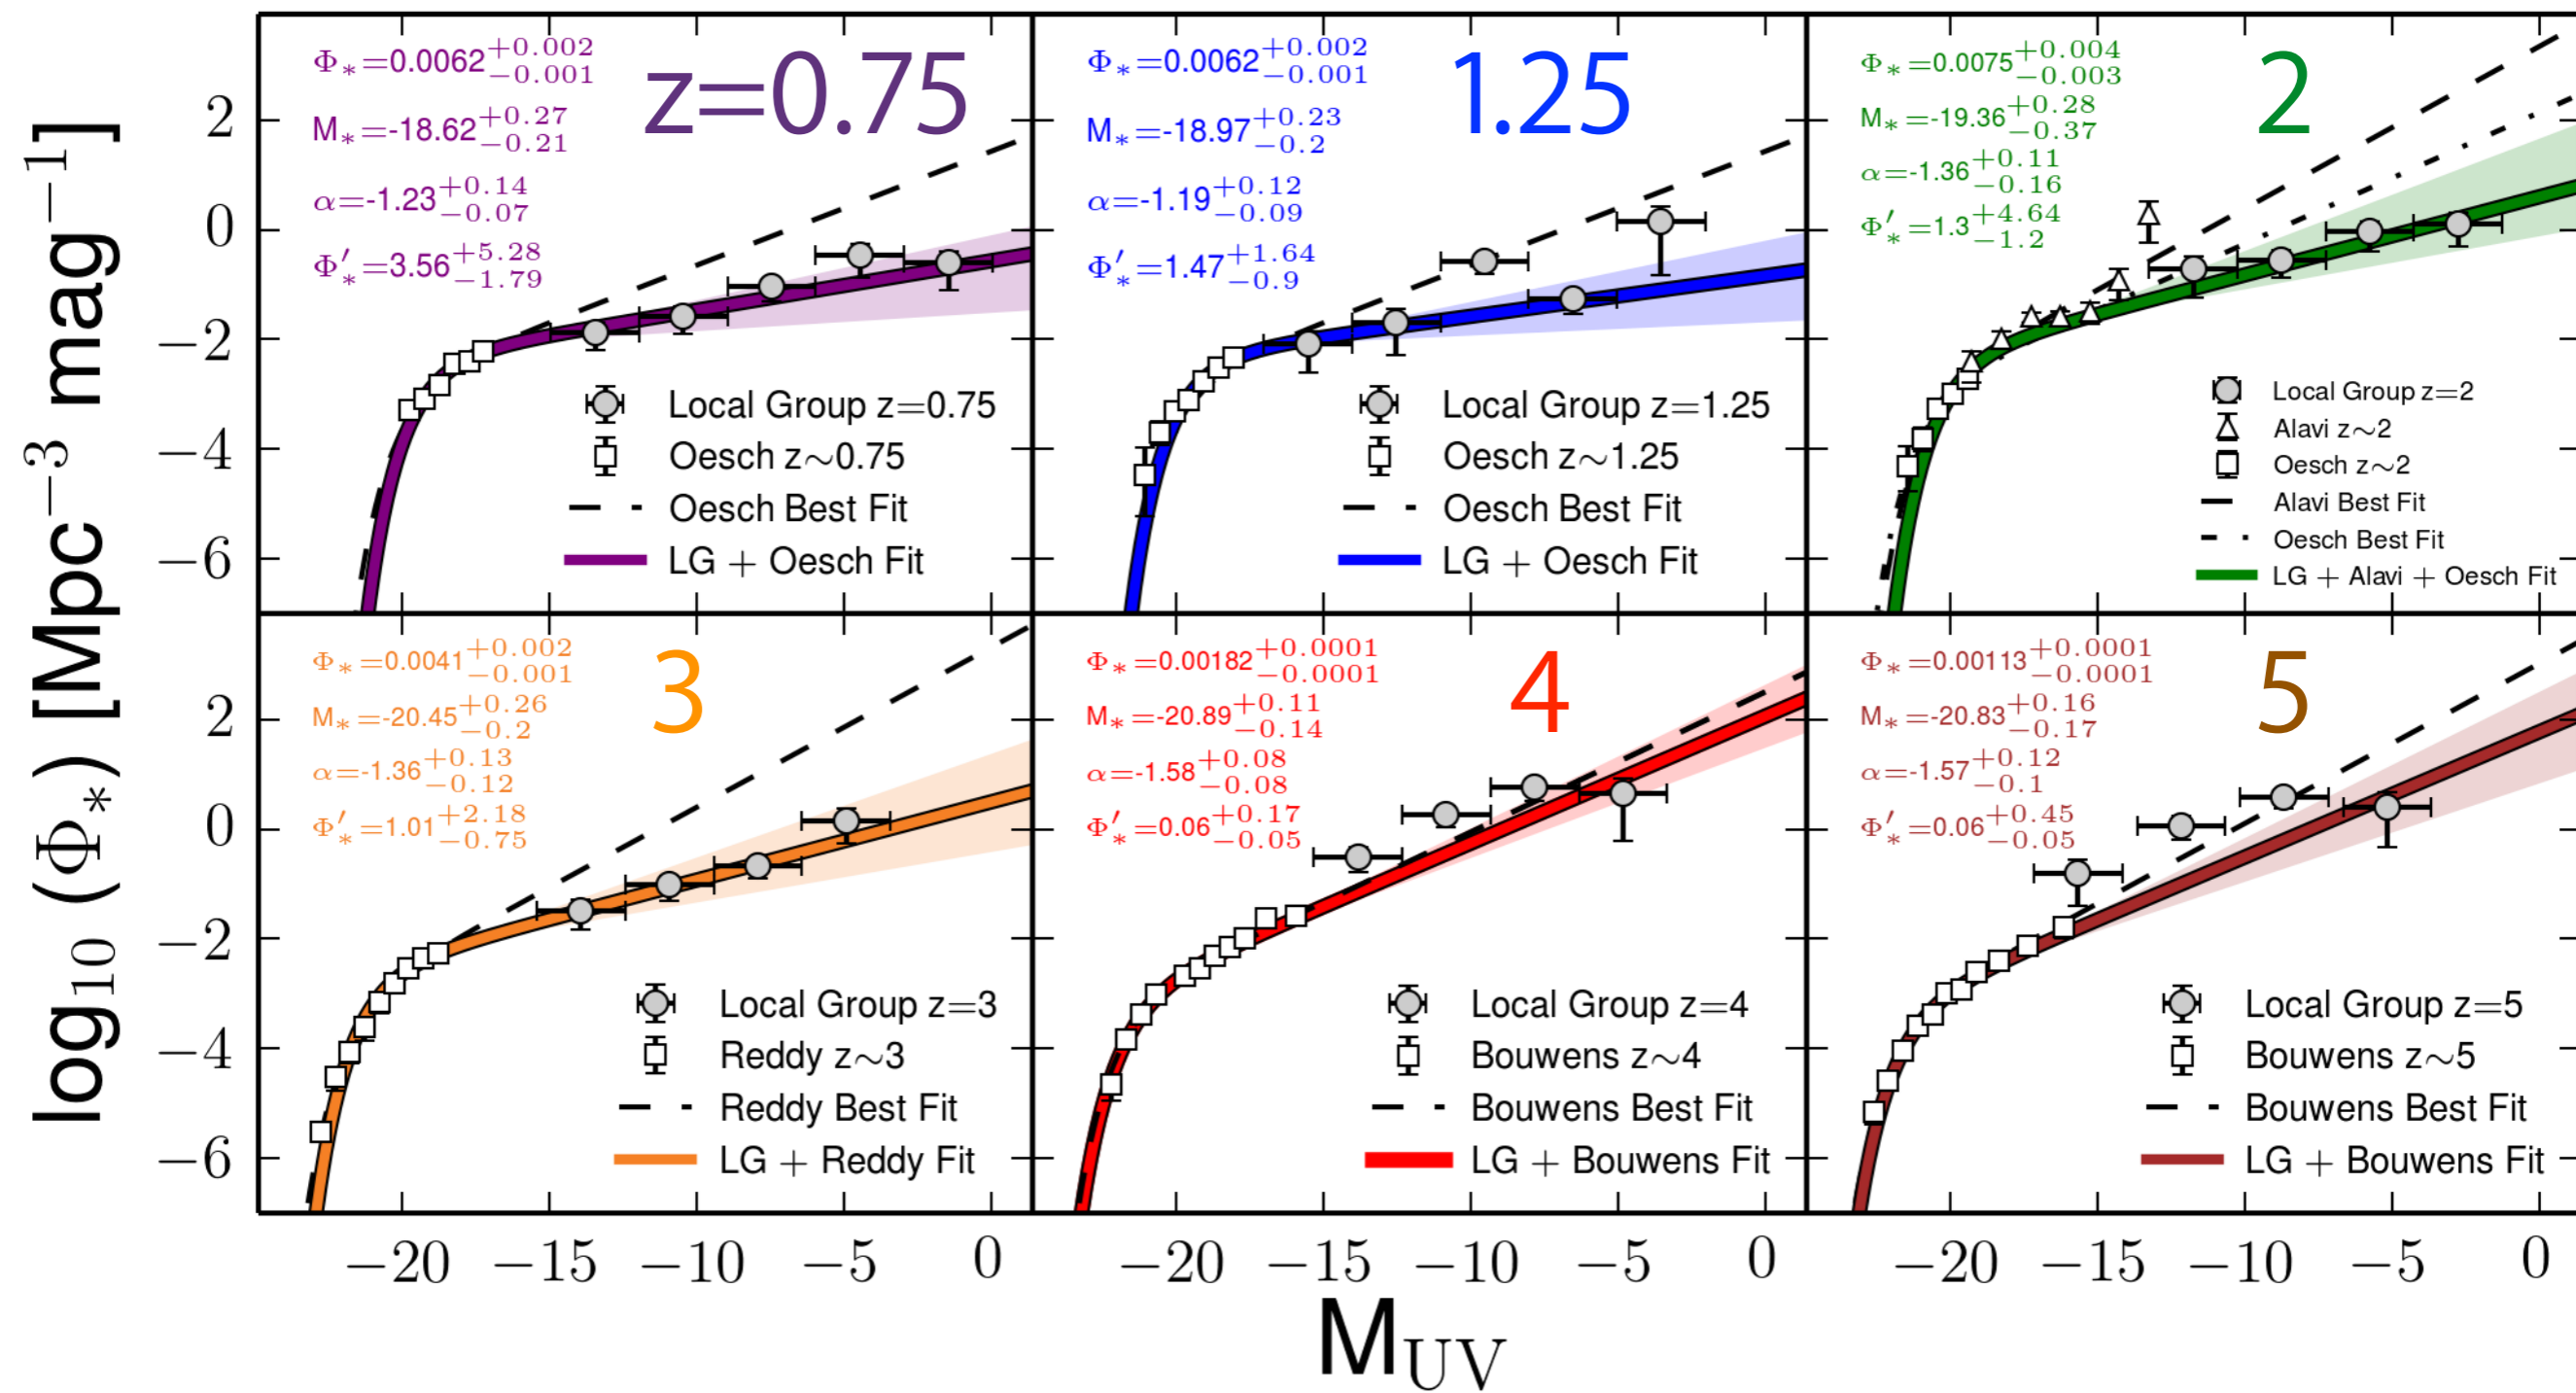 log10 (Φ*) [Mpc−3 mag−1]
2
0
−2
−4
−6
Φ*=0.0062+0.002−0.001
M*=-18.62+0.27−0.21
α=-1.23+0.14−0.07
Φ′*=3.56+5.28−1.79
z=0.75
Local Group z=0.75
Oesch z~0.75
Oesch Best Fit
LG + Oesch Fit
Φ*=0.0062+0.002−0.001
M*=-18.97+0.23−0.2
α=-1.19+0.12−0.09
Φ′*=1.47+1.64−0.9
1.25
Local Group z=1.25
Oesch z~1.25
Oesch Best Fit
LG + Oesch Fit
Φ*=0.0075+0.004−0.003
M*=-19.36+0.28−0.37
α=-1.36+0.11−0.16
Φ′*=1.3+4.64−1.2
2
Local Group z=2
Alavi z~2
Oesch z~2
Alavi Best Fit
Oesch Best Fit
LG + Alavi + Oesch Fit
2
0
−2
−4
−6
Φ*=0.0041+0.002−0.001
M*=-20.45+0.26−0.2
α=-1.36+0.13−0.12
Φ′*=1.01+2.18−0.75
3
Local Group z=3
Reddy z~3
Reddy Best Fit
LG + Reddy Fit
Φ*=0.00182+0.0001−0.0001
M*=-20.89+0.11−0.14
α=-1.58+0.08−0.08
Φ′*=0.06+0.17−0.05
4
Local Group z=4
Bouwens z~4
Bouwens Best Fit
LG + Bouwens Fit
Φ*=0.00113+0.0001−0.0001
M*=-20.83+0.16−0.17
α=-1.57+0.12−0.1
Φ′*=0.06+0.45−0.05
5
Local Group z=5
Bouwens z~5
Bouwens Best Fit
LG + Bouwens Fit
−20 −15 −10 −5 0 −20 −15 −10 −5 0 −20 −15 −10 −5 0
MUV